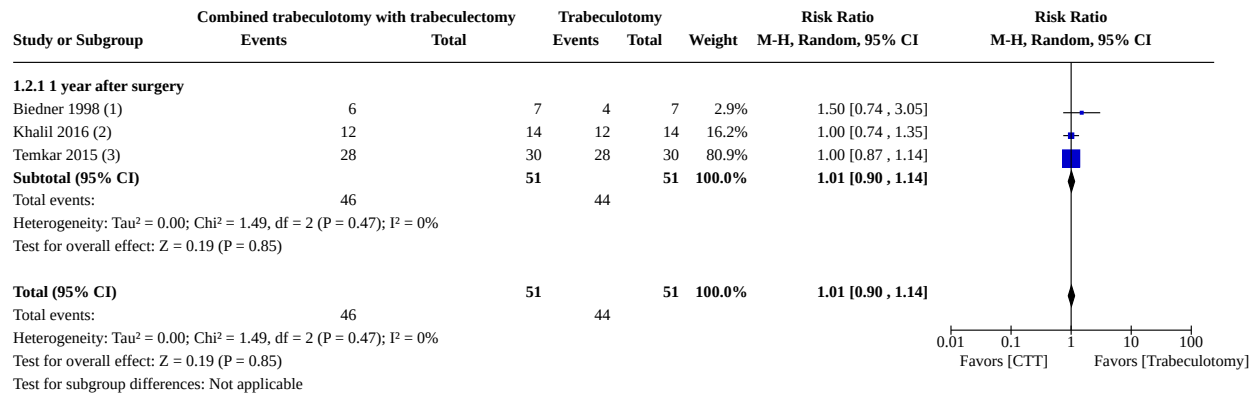 Combined trabeculotomy with trabeculectomy Trabeculotomy Risk Ratio Risk Ratio
Study or Subgroup Events Total Events Total Weight M-H, Random, 95% CI M-H, Random, 95% CI
1.2.1 1 year after surgery
Biedner 1998 (1) 6 7 4 7 2.9% 1.50 [0.74 , 3.05]
Khalil 2016 (2) 12 14 12 14 16.2% 1.00 [0.74 , 1.35]
Temkar 2015 (3) 28 30 28 30 80.9% 1.00 [0.87 , 1.14]
Subtotal (95% CI) 51 51 100.0% 1.01 [0.90 , 1.14]
Total events: 46 44
Heterogeneity: Tau² = 0.00; Chi² = 1.49, df = 2 (P = 0.47); I² = 0%
Test for overall effect: Z = 0.19 (P = 0.85)
Total (95% CI) 51 51 100.0% 1.01 [0.90 , 1.14]
Total events: 46 44
Heterogeneity: Tau² = 0.00; Chi² = 1.49, df = 2 (P = 0.47); I² = 0%
0.01 0.1 1 10 100
Test for overall effect: Z = 0.19 (P = 0.85) Favors [CTT] Favors [Trabeculotomy]
Test for subgroup differences: Not applicable